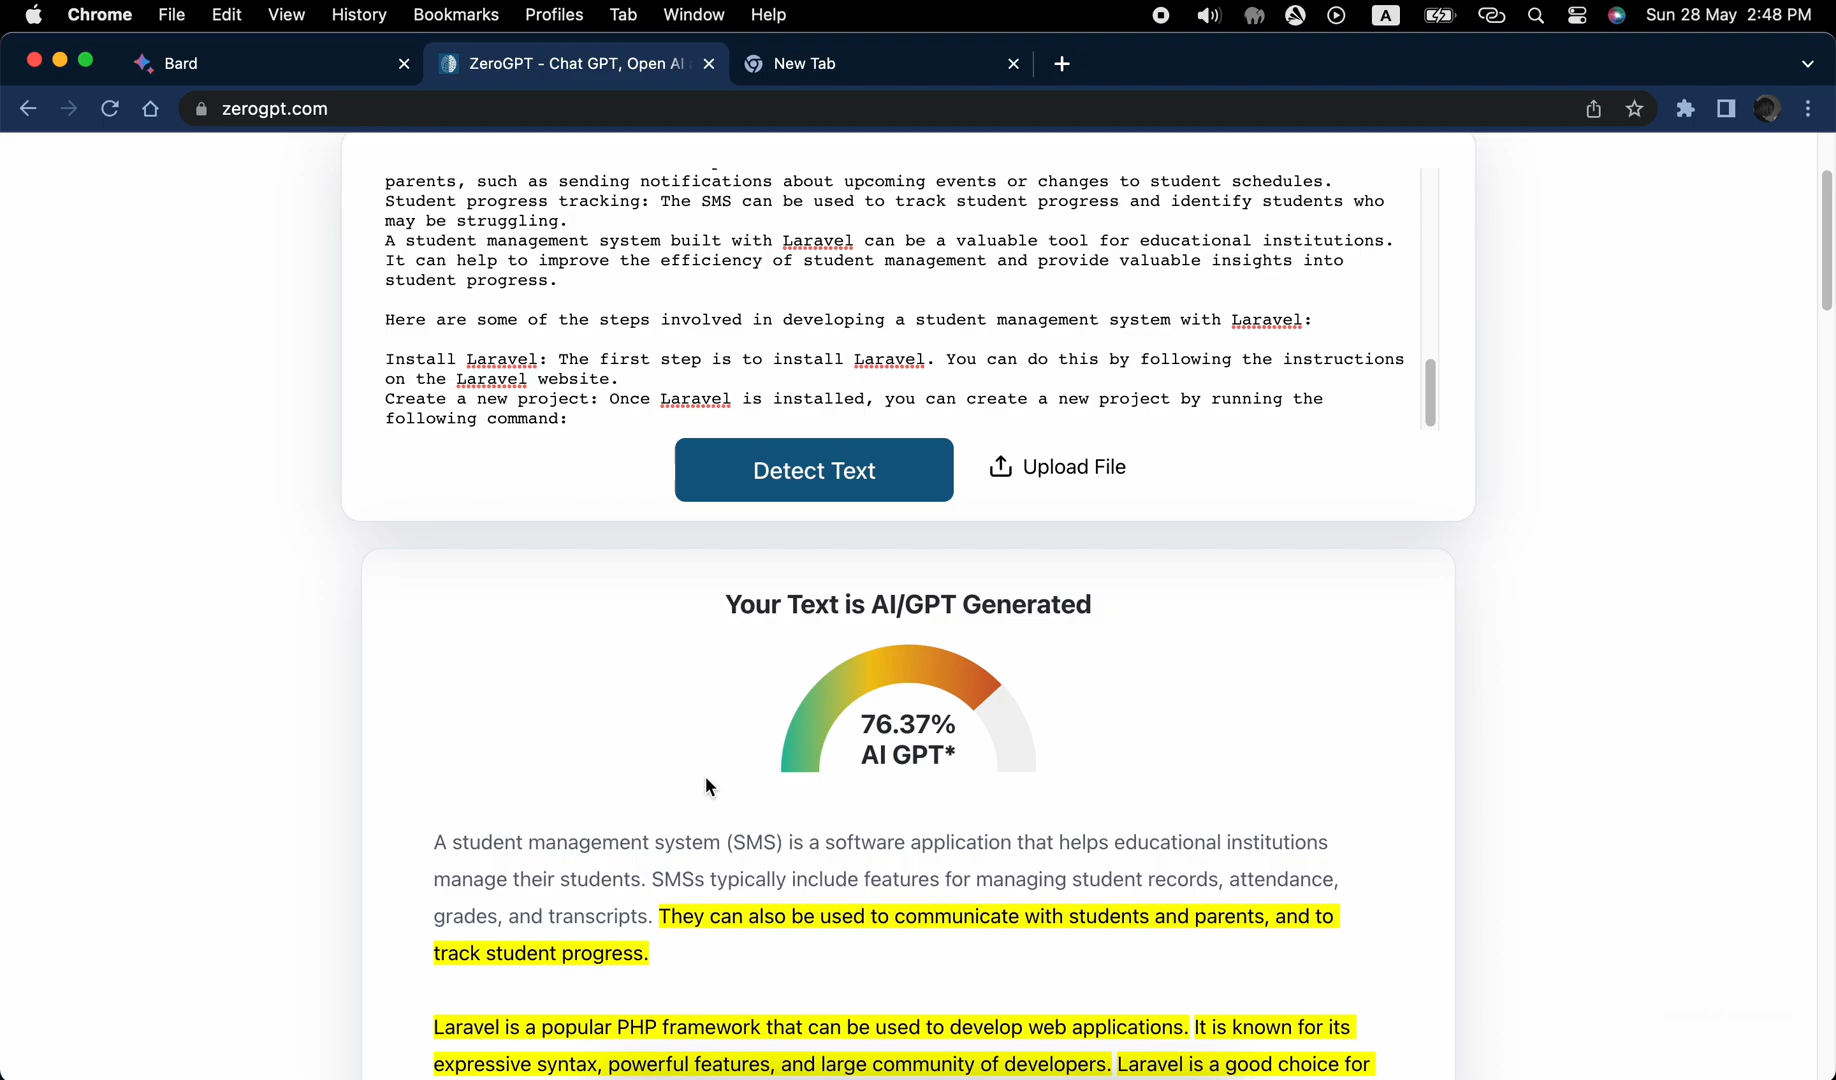 Chrome File Edit View History Bookmarks Profiles Tab Window Help A Sun 28 May 2:48 PM
Bard ZeroGPT - Chat GPT, Open AI New Tab
zerogpt.com
parents, such as sending notifications about upcoming events or changes to student schedules.
Student progress tracking: The SMS can be used to track student progress and identify students who
may be struggling.
A student management system built with Laravel can be a valuable tool for educational institutions.
It can help to improve the efficiency of student management and provide valuable insights into
student progress.
Here are some of the steps involved in developing a student management system with Laravel:
Install Laravel: The first step is to install Laravel. You can do this by following the instructions
on the Laravel website.
Create a new project: Once Laravel is installed, you can create a new project by running the
following command:
Detect Text Upload File
Your Text is AI/GPT Generated
76.37%
AI GPT*
A student management system (SMS) is a software application that helps educational institutions
manage their students. SMSs typically include features for managing student records, attendance,
grades, and transcripts. They can also be used to communicate with students and parents, and to
track student progress.
Laravel is a popular PHP framework that can be used to develop web applications. It is known for its
expressive syntax, powerful features, and large community of developers. Laravel is a good choice for